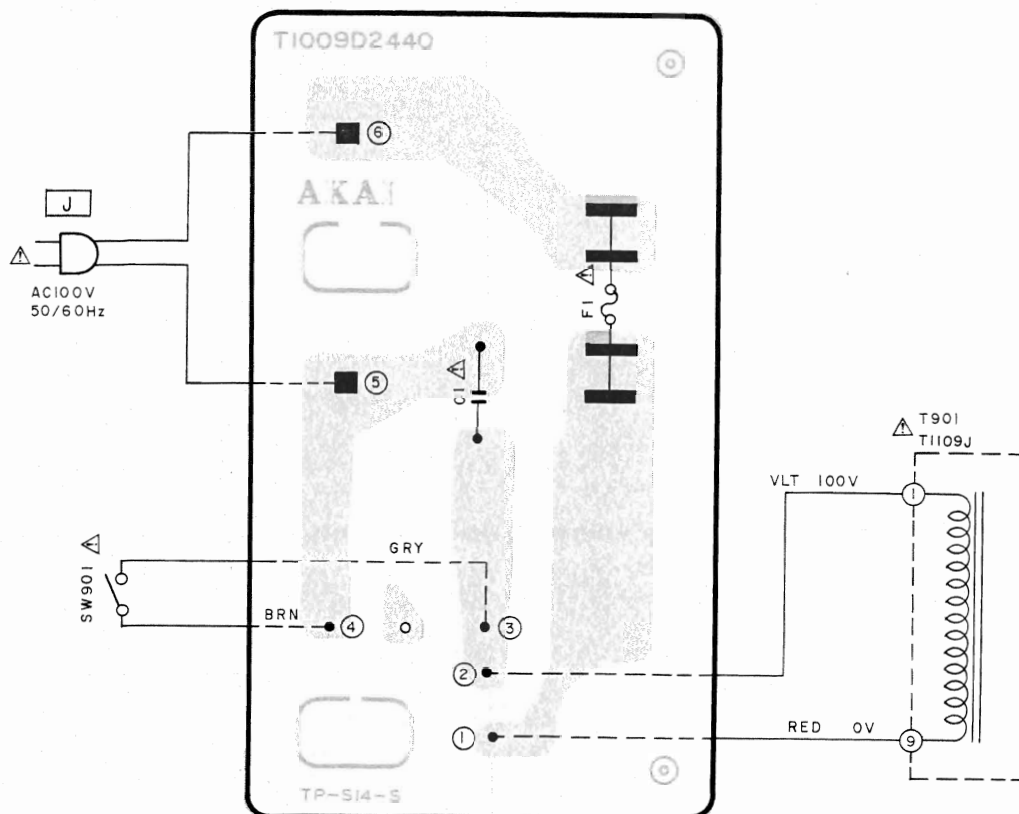 T1009D2440
6
AKAI
J
AC100V
50/60Hz
F1
5
C1
T901
T1109J
VLT 100V
1
SW901
GRY
BRN
4
3
2
1
RED 0V
9
TP-S14-S